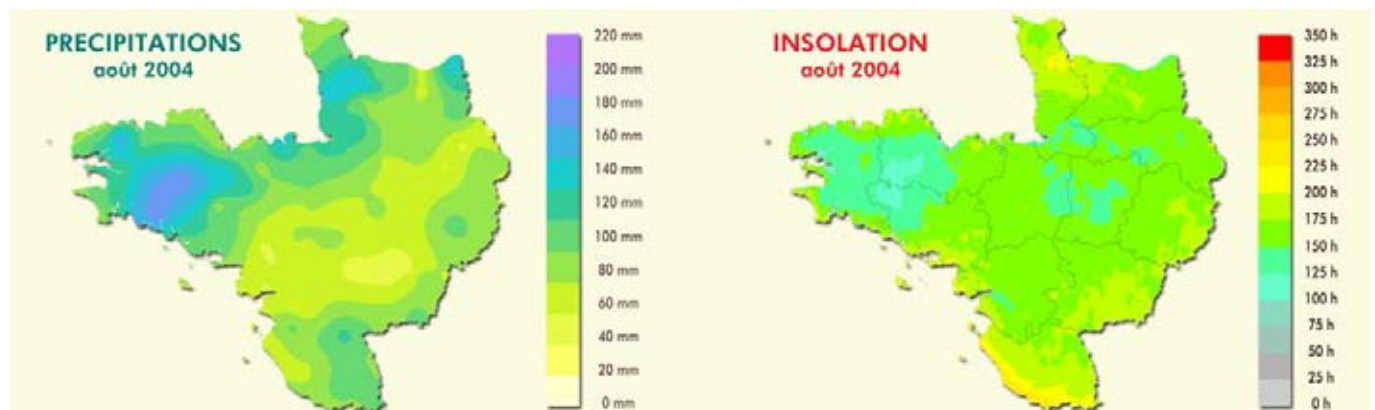 PRECIPITATIONS
août 2004
220 mm
200 mm
180 mm
160 mm
140 mm
120 mm
100 mm
80 mm
60 mm
40 mm
20 mm
0 mm
INSOLATION
août 2004
350 h
325 h
300 h
275 h
250 h
225 h
200 h
175 h
150 h
125 h
100 h
75 h
50 h
25 h
0 h